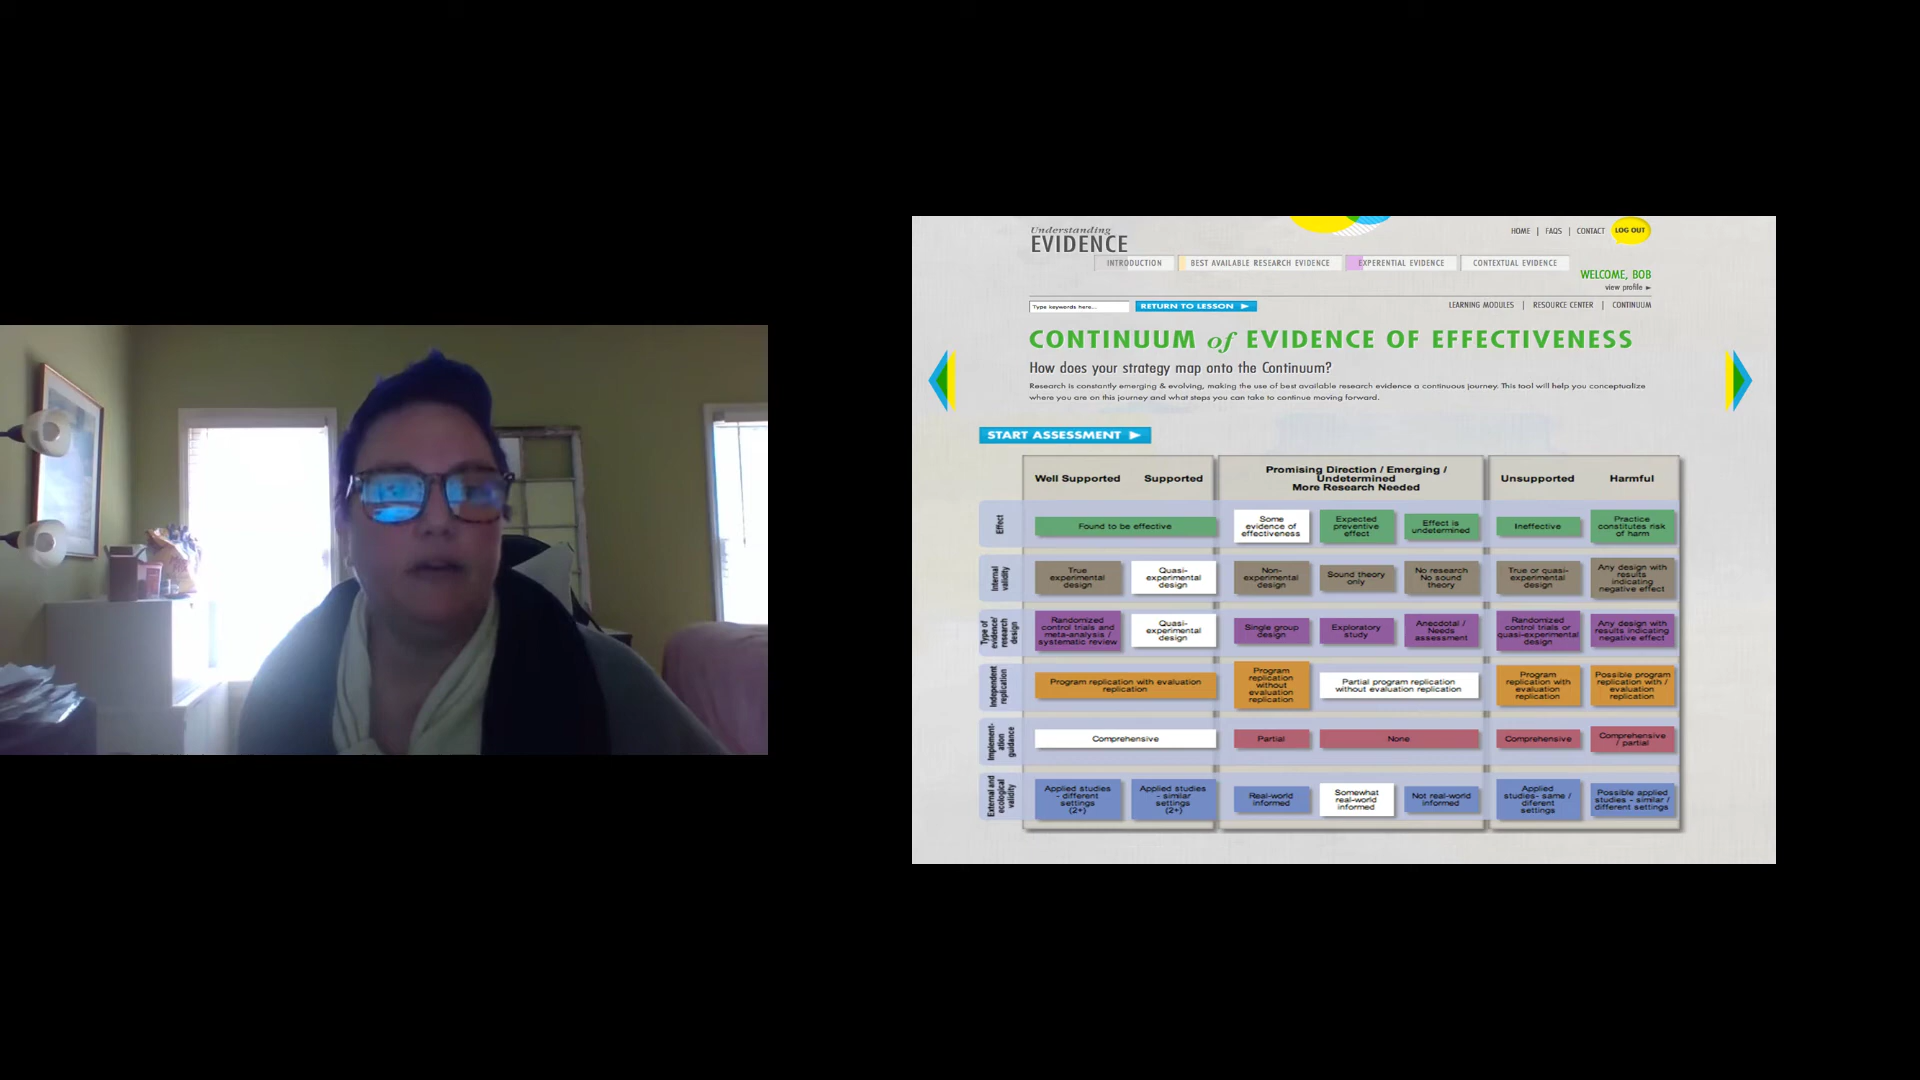 Understanding
EVIDENCE
HOME | FAQS | CONTACT LOG OUT
INTRODUCTION BEST AVAILABLE RESEARCH EVIDENCE EXPERIENTIAL EVIDENCE CONTEXTUAL EVIDENCE
WELCOME, BOB
view profile ►
Type keywords here... RETURN TO LESSON ► LEARNING MODULES | RESOURCE CENTER | CONTINUUM
CONTINUUM of EVIDENCE OF EFFECTIVENESS
How does your strategy map onto the Continuum?
Research is constantly emerging & evolving, making the use of best available research evidence a continuous journey. This tool will help you conceptualize
where you are on this journey and what steps you can take to continue moving forward.
START ASSESSMENT ►
Well Supported
Supported
Promising Direction / Emerging /
Undetermined
More Research Needed
Unsupported
Harmful
Effect
Found to be effective
Some
evidence of
effectiveness
Expected
preventive
effect
Effect is
undetermined
Ineffective
Practice
constitutes risk
of harm
Internal
validity
True
experimental
design
Quasi-
experimental
design
Non-
experimental
design
Sound theory
only
No research
No sound
theory
True or quasi-
experimental
design
Any design with
results
indicating
negative effect
Type of
evidence/
research
design
Randomized
control trials and
meta-analysis /
systematic review
Quasi-
experimental
design
Single group
design
Exploratory
study
Anecdotal /
Needs
assessment
Randomized
control trials or
quasi-experimental
design
Any design with
results indicating
negative effect
Independent
replication
Program replication with evaluation
replication
Program
replication
without
evaluation
replication
Partial program replication
without evaluation replication
Program
replication with
evaluation
replication
Possible program
replication with /
evaluation
replication
Implement-
ation
guidance
Comprehensive
Partial
None
Comprehensive
Comprehensive
/ partial
External and
ecological
validity
Applied studies
- different
settings
(2+)
Applied studies
- similar
settings
(2+)
Real-world
informed
Somewhat
real-world
informed
Not real-world
informed
Applied
studies- same /
diferent
settings
Possible applied
studies - similar /
different settings